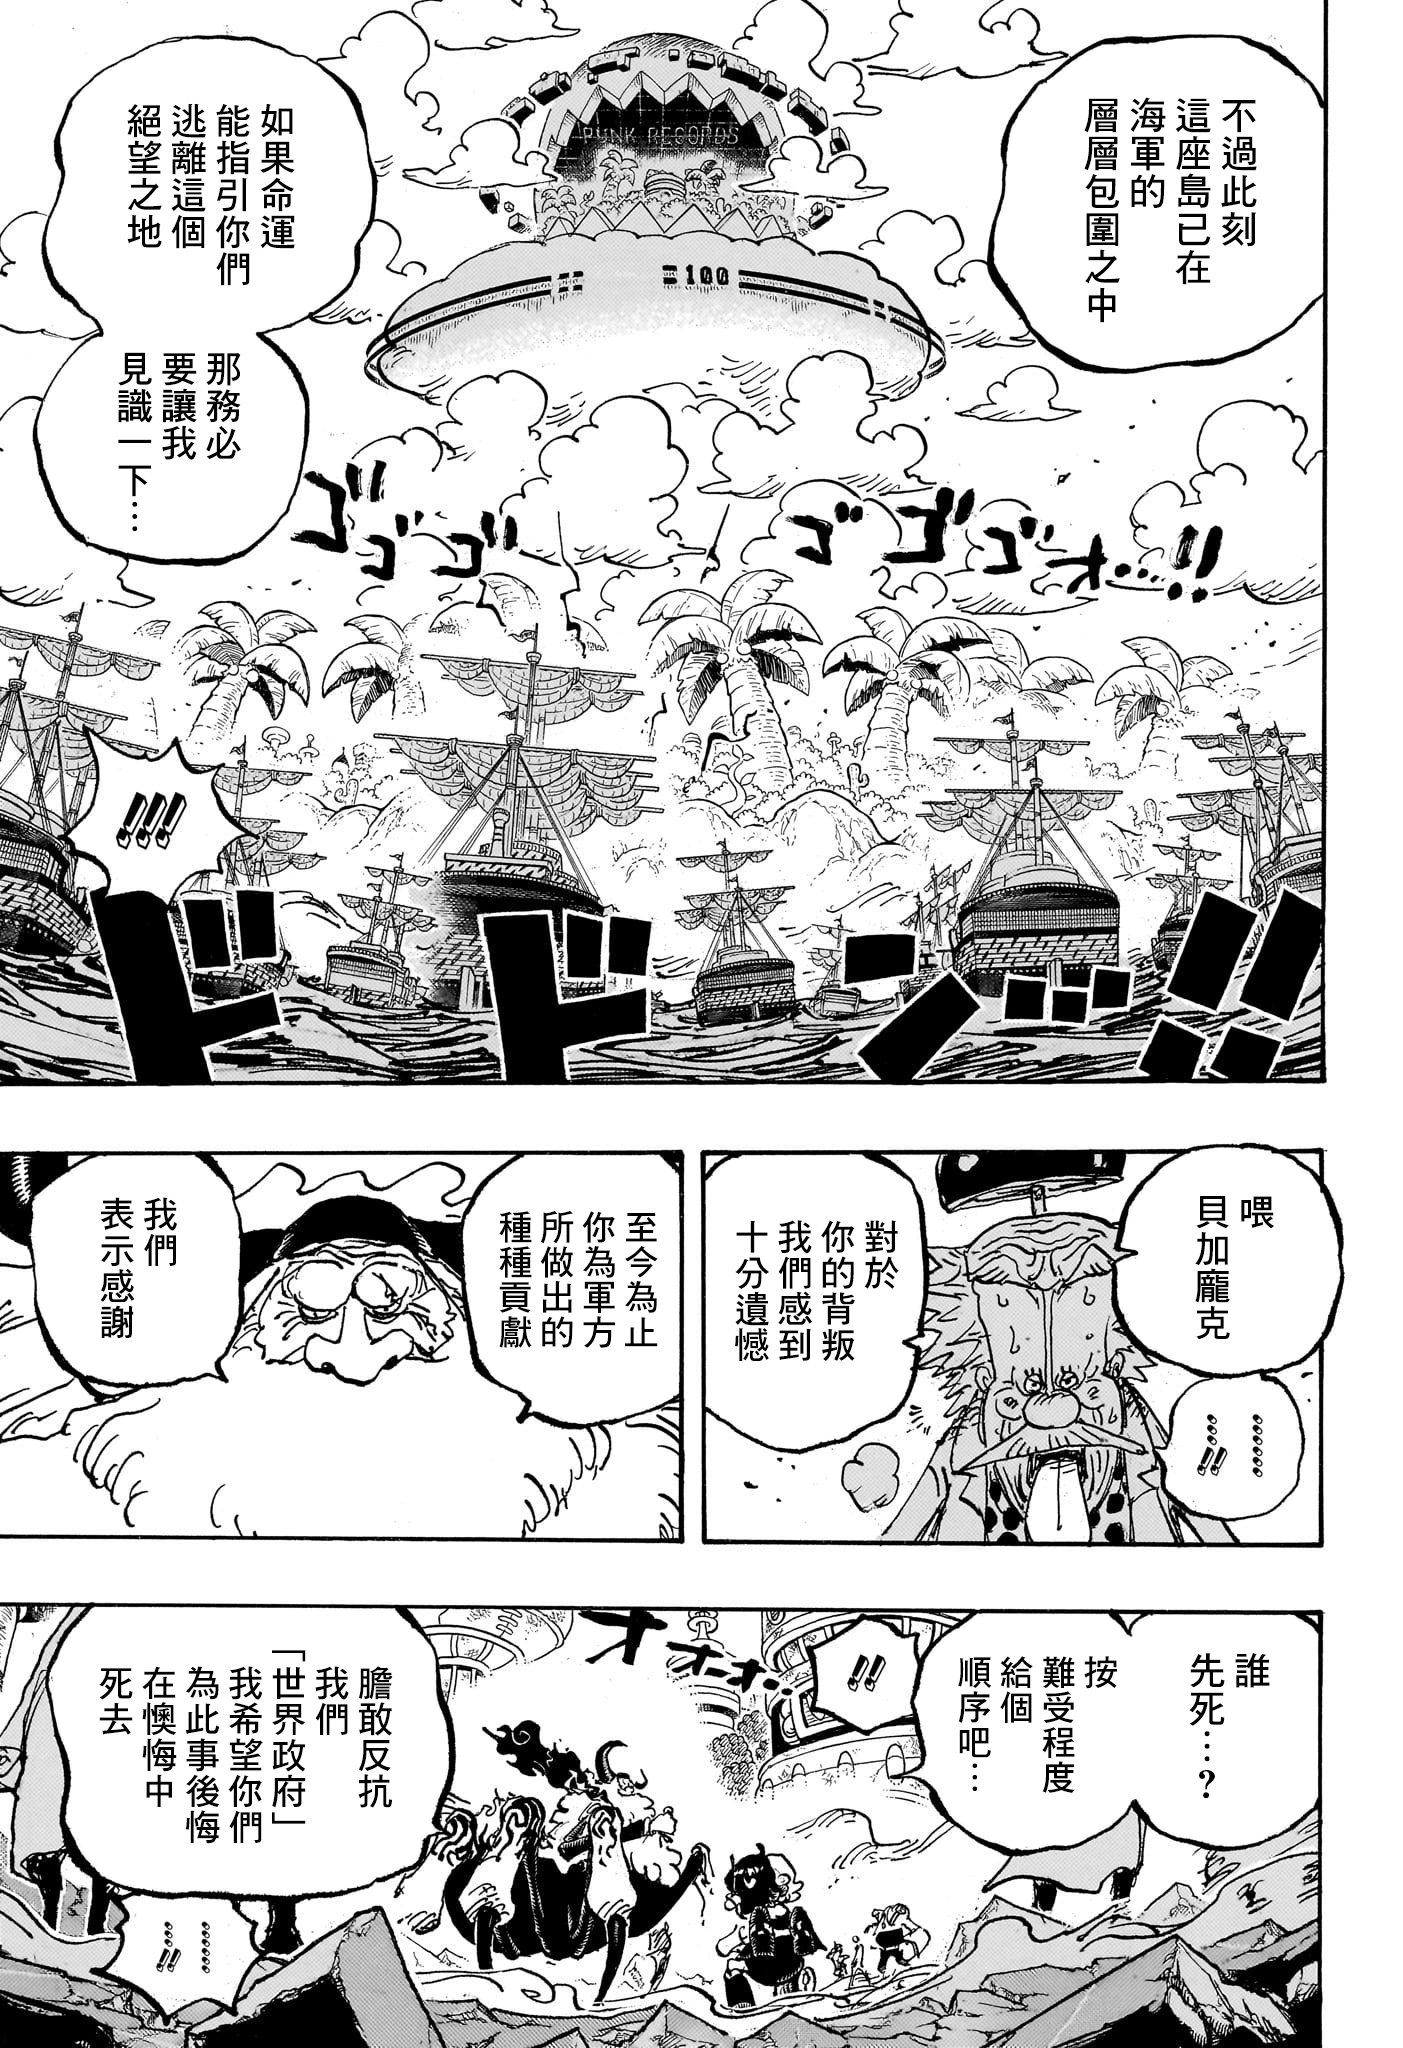 不過此刻
這座島已在
海軍的
層層包圍之中
如果命運
能指引你們
逃離這個
絕望之地
那務必
要讓我
見識一下…
PUNK RECORDS
100
ゴゴゴゴ
ゴゴゴゴォ…!!
!!!!
ドドン…!!
喂
貝加龐克
……!!
對於
你的背叛
我們感到
十分遺憾
至今為止
你為軍方
所做出的
種種貢獻
我們
表示感謝
誰
先死…?
按
難受程度
給個
順序吧…
!!
オオオオ…
膽敢反抗
我們
「世界政府」
我希望你們
為此事後悔
在懊悔中
死去
……!!